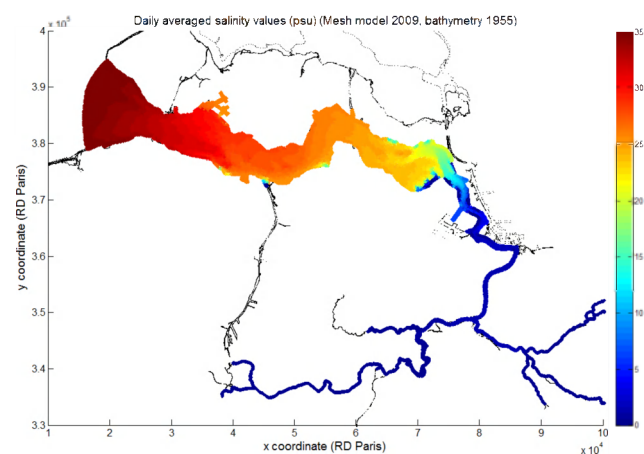 Daily averaged salinity values (psu) (Mesh model 2009, bathymetry 1955)
x 10^5
4
3.9
3.8
3.7
3.6
3.5
3.4
3.3
y coordinate (RD Paris)
1 2 3 4 5 6 7 8 9 10
x coordinate (RD Paris)
x 10^4
35
30
25
20
15
10
5
0